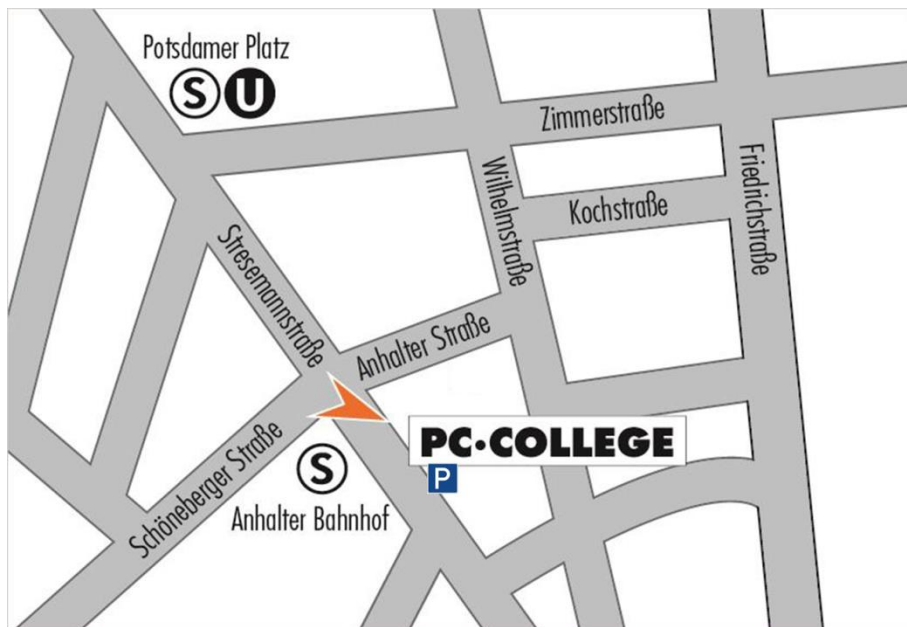 Potsdamer Platz
S U
Zimmerstraße
Wilhelmstraße
Kochstraße
Friedrichstraße
Stresemannstraße
Anhalter Straße
PC•COLLEGE
P
Schöneberger Straße
S
Anhalter Bahnhof